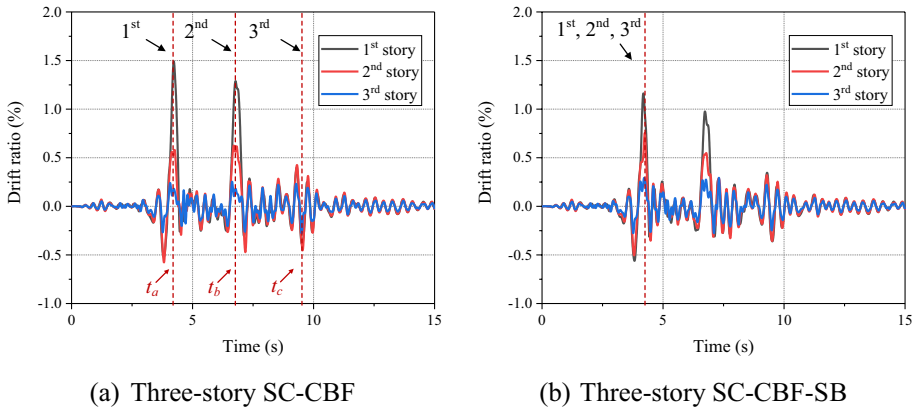 2.0
1.5
1.0
0.5
0.0
-0.5
-1.0
Drift ratio (%)
1st 2nd 3rd
1st story
2nd story
3rd story
ta tb tc
0 5 10 15
Time (s)
(a) Three-story SC-CBF
2.0
1.5
1.0
0.5
0.0
-0.5
-1.0
Drift ratio (%)
1st, 2nd, 3rd
1st story
2nd story
3rd story
0 5 10 15
Time (s)
(b) Three-story SC-CBF-SB